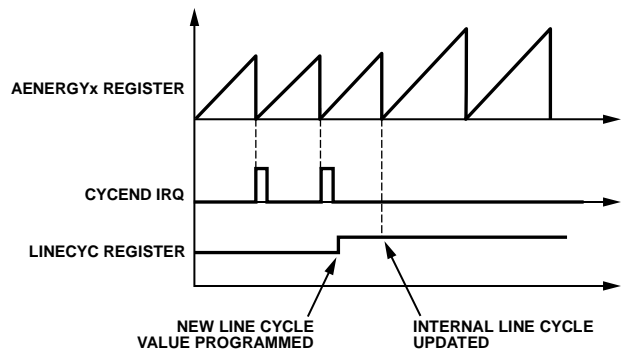 AENERGYx REGISTER
CYCEND IRQ
LINECYC REGISTER
NEW LINE CYCLE
VALUE PROGRAMMED
INTERNAL LINE CYCLE
UPDATED